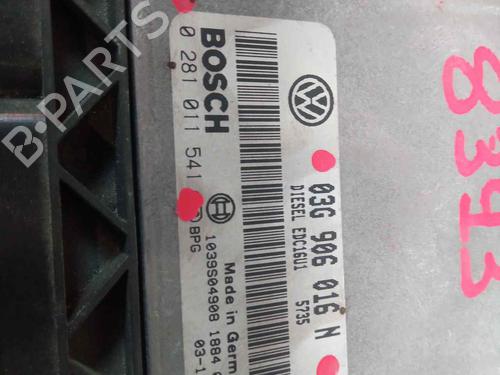 B-PARTS
BOSCH
0 281 011 541
BPG
1039S04908 1884
Made in Germ
03-1
03G 906 016 N
DIESEL EDC16U1
5735
8393